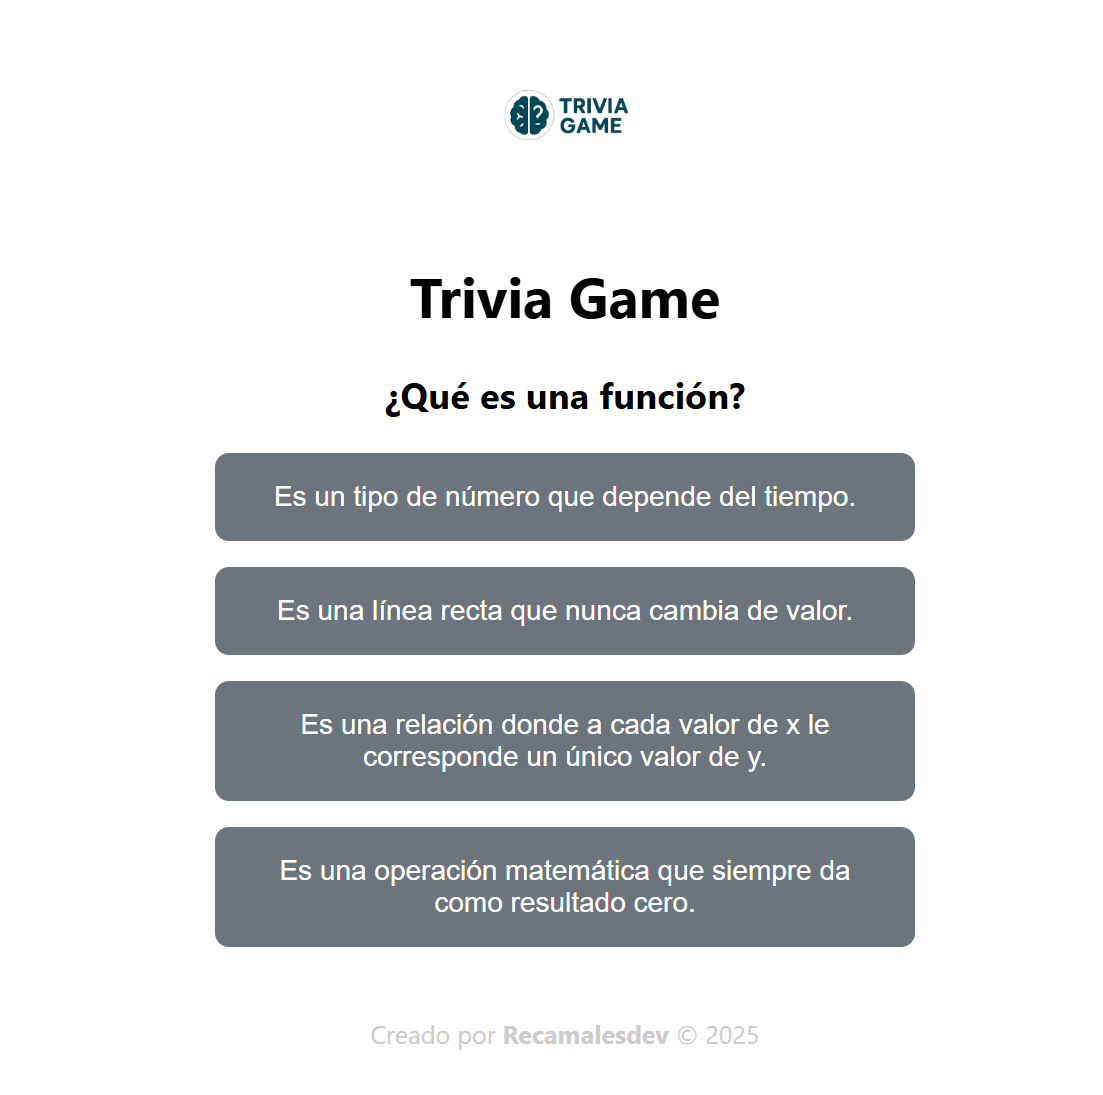 TRIVIA
GAME
Trivia Game
¿Qué es una función?
Es un tipo de número que depende del tiempo.
Es una línea recta que nunca cambia de valor.
Es una relación donde a cada valor de x le
corresponde un único valor de y.
Es una operación matemática que siempre da
como resultado cero.
Creado por Recamalesdev © 2025